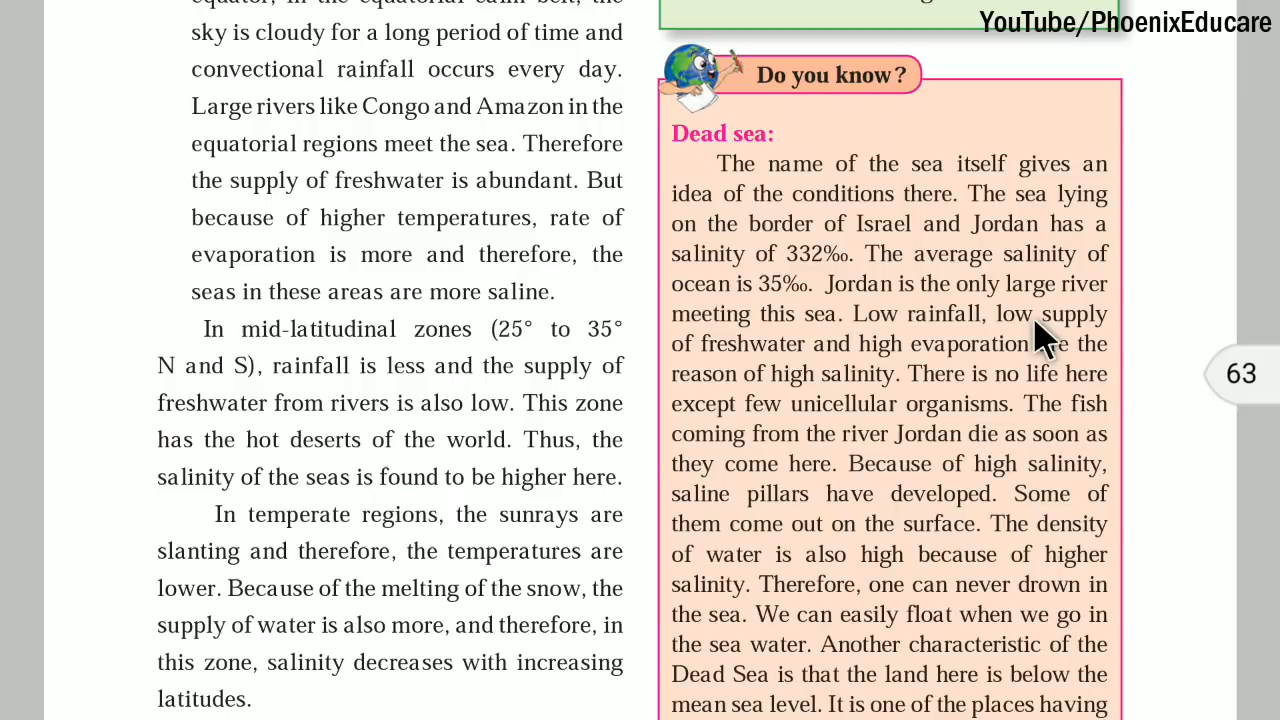 YouTube/PhoenixEducare
sky is cloudy for a long period of time and
convectional rainfall occurs every day.
Large rivers like Congo and Amazon in the
equatorial regions meet the sea. Therefore
the supply of freshwater is abundant. But
because of higher temperatures, rate of
evaporation is more and therefore, the
seas in these areas are more saline.
In mid-latitudinal zones (25° to 35°
N and S), rainfall is less and the supply of
freshwater from rivers is also low. This zone
has the hot deserts of the world. Thus, the
salinity of the seas is found to be higher here.
In temperate regions, the sunrays are
slanting and therefore, the temperatures are
lower. Because of the melting of the snow, the
supply of water is also more, and therefore, in
this zone, salinity decreases with increasing
latitudes.
Do you know?
Dead sea:
The name of the sea itself gives an
idea of the conditions there. The sea lying
on the border of Israel and Jordan has a
salinity of 332‰. The average salinity of
ocean is 35‰. Jordan is the only large river
meeting this sea. Low rainfall, low supply
of freshwater and high evaporation the
reason of high salinity. There is no life here
except few unicellular organisms. The fish
coming from the river Jordan die as soon as
they come here. Because of high salinity,
saline pillars have developed. Some of
them come out on the surface. The density
of water is also high because of higher
salinity. Therefore, one can never drown in
the sea. We can easily float when we go in
the sea water. Another characteristic of the
Dead Sea is that the land here is below the
mean sea level. It is one of the places having
63